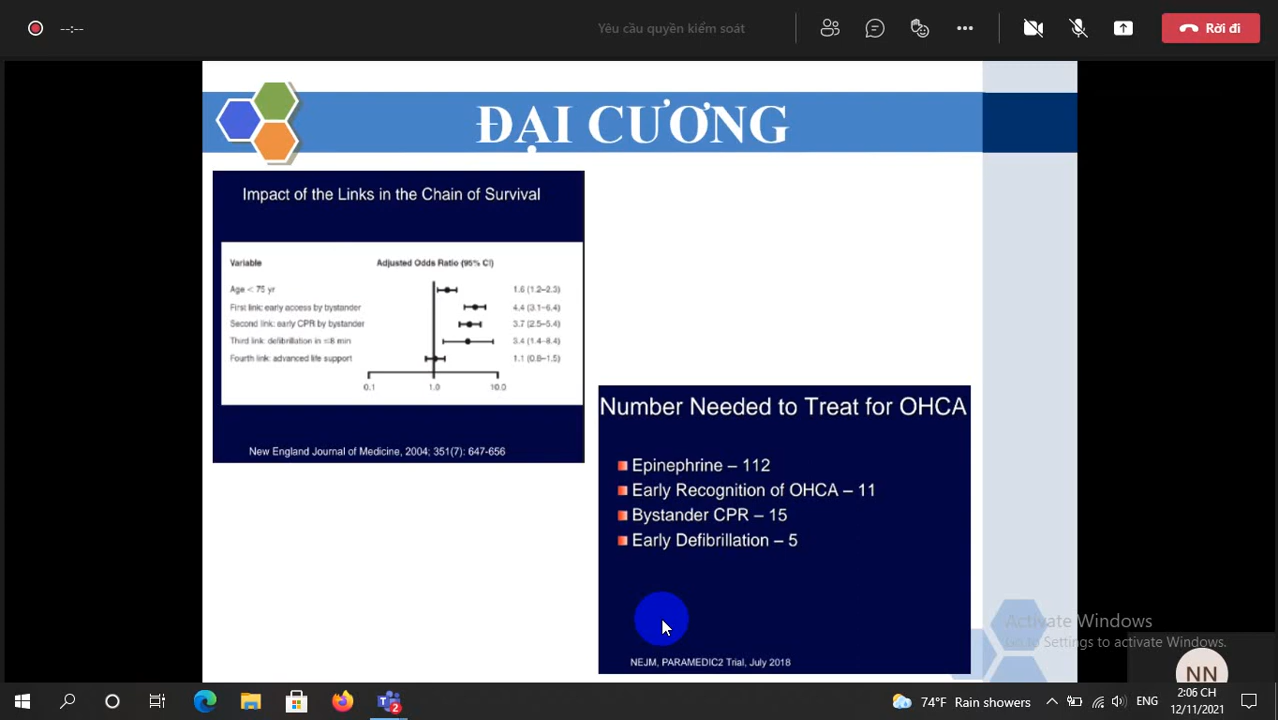 --:--
Yêu cầu quyền kiểm soát
Rời đi
ĐẠI CƯƠNG
Impact of the Links in the Chain of Survival
Variable Adjusted Odds Ratio (95% CI)
Age < 75 yr 1.6 (1.2–2.3)
First link: early access by bystander 4.4 (3.1–6.4)
Second link: early CPR by bystander 3.7 (2.5–5.4)
Third link: defibrillation in ≤8 min 3.4 (1.4–8.4)
Fourth link: advanced life support 1.1 (0.8–1.5)
0.1 1.0 10.0
New England Journal of Medicine, 2004; 351(7): 647-656
Number Needed to Treat for OHCA
Epinephrine – 112
Early Recognition of OHCA – 11
Bystander CPR – 15
Early Defibrillation – 5
NEJM, PARAMEDIC2 Trial, July 2018
Activate Windows
Go to Settings to activate Windows.
NN
2
74°F Rain showers
ENG
2:06 CH
12/11/2021